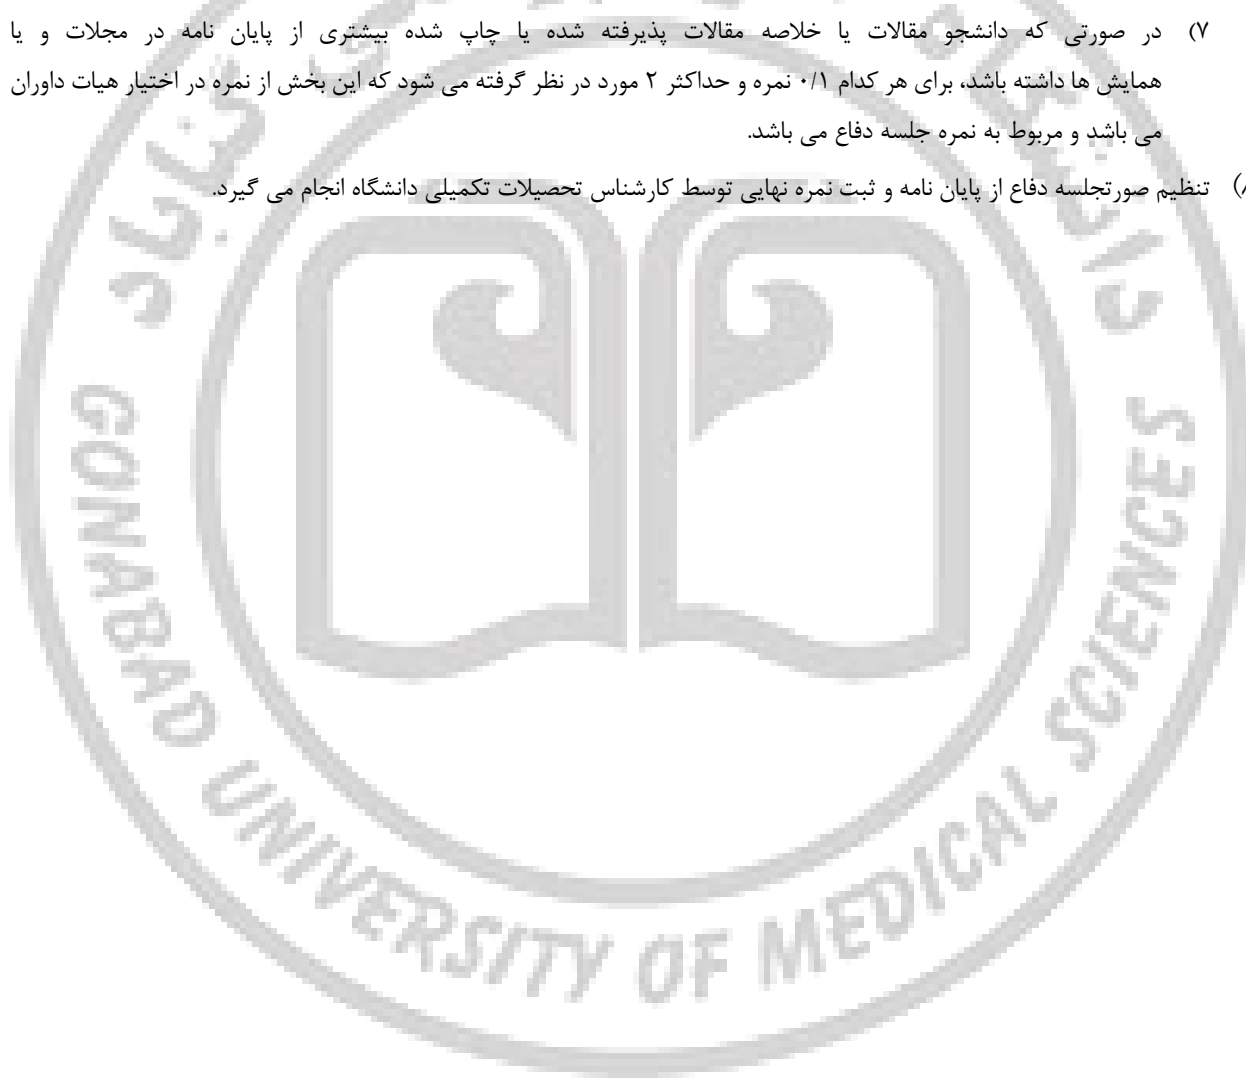 ۷) در صورتی که دانشجو مقالات یا خلاصه مقالات پذیرفته شده یا چاپ شده بیشتری از پایان نامه در مجلات و یا
همایش ها داشته باشد، برای هر کدام ۰/۱ نمره و حداکثر ۲ مورد در نظر گرفته می شود که این بخش از نمره در اختیار هیات داوران
می باشد و مربوط به نمره جلسه دفاع می باشد.
۸) تنظیم صورتجلسه دفاع از پایان نامه و ثبت نمره نهایی توسط کارشناس تحصیلات تکمیلی دانشگاه انجام می گیرد.
GONABAD UNIVERSITY OF MEDICAL SCIENCES